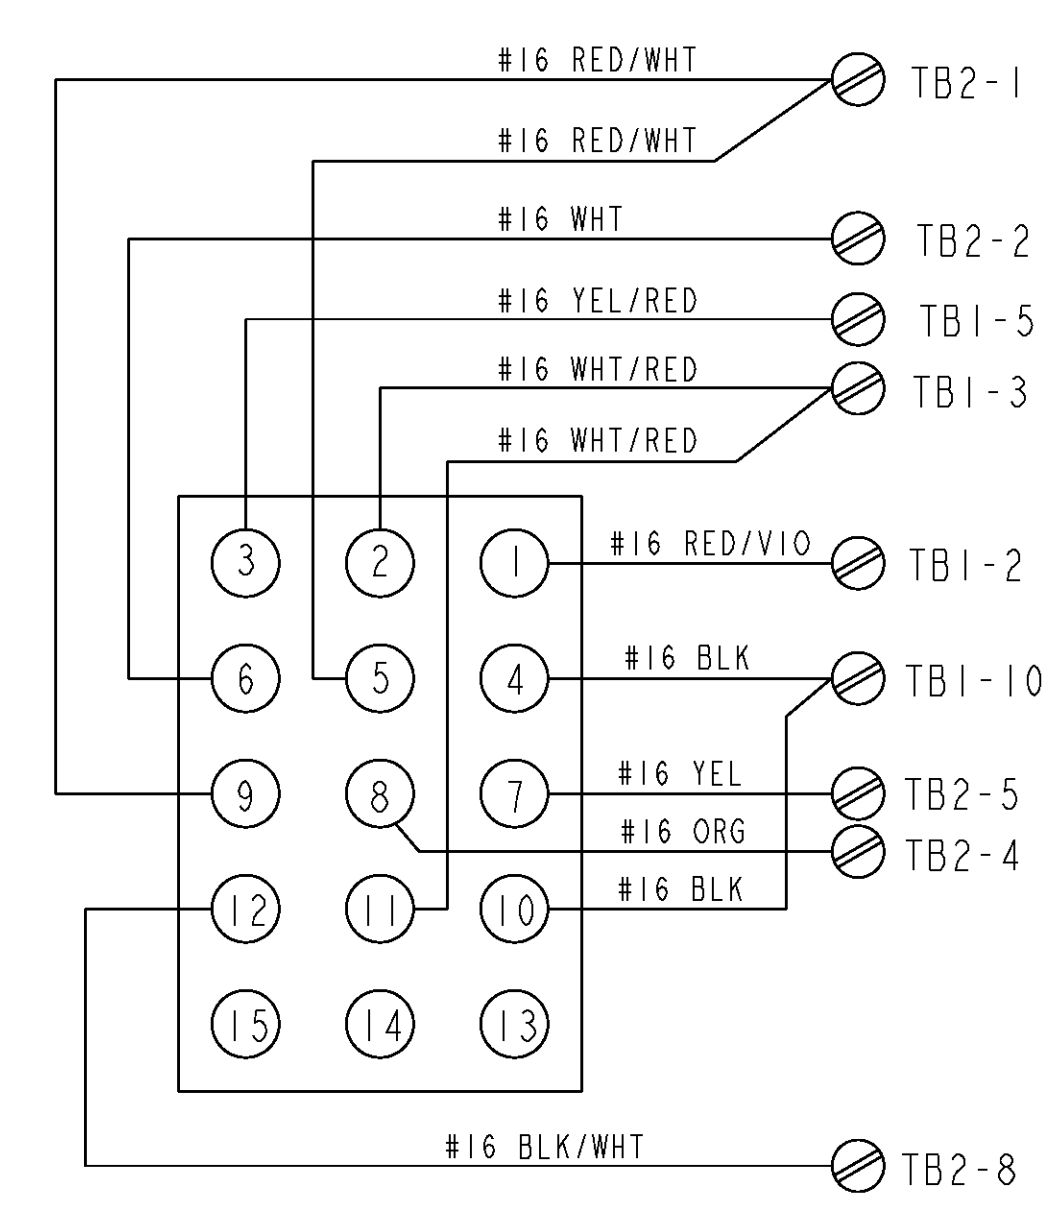 #16 RED/WHT
TB2-1
#16 RED/WHT
#16 WHT
TB2-2
#16 YEL/RED
TB1-5
#16 WHT/RED
TB1-3
#16 WHT/RED
3 2 1
#16 RED/VIO
TB1-2
6 5 4
#16 BLK
TB1-10
9 8 7
#16 YEL
TB2-5
#16 ORG
TB2-4
#16 BLK
12 11 10
15 14 13
#16 BLK/WHT
TB2-8